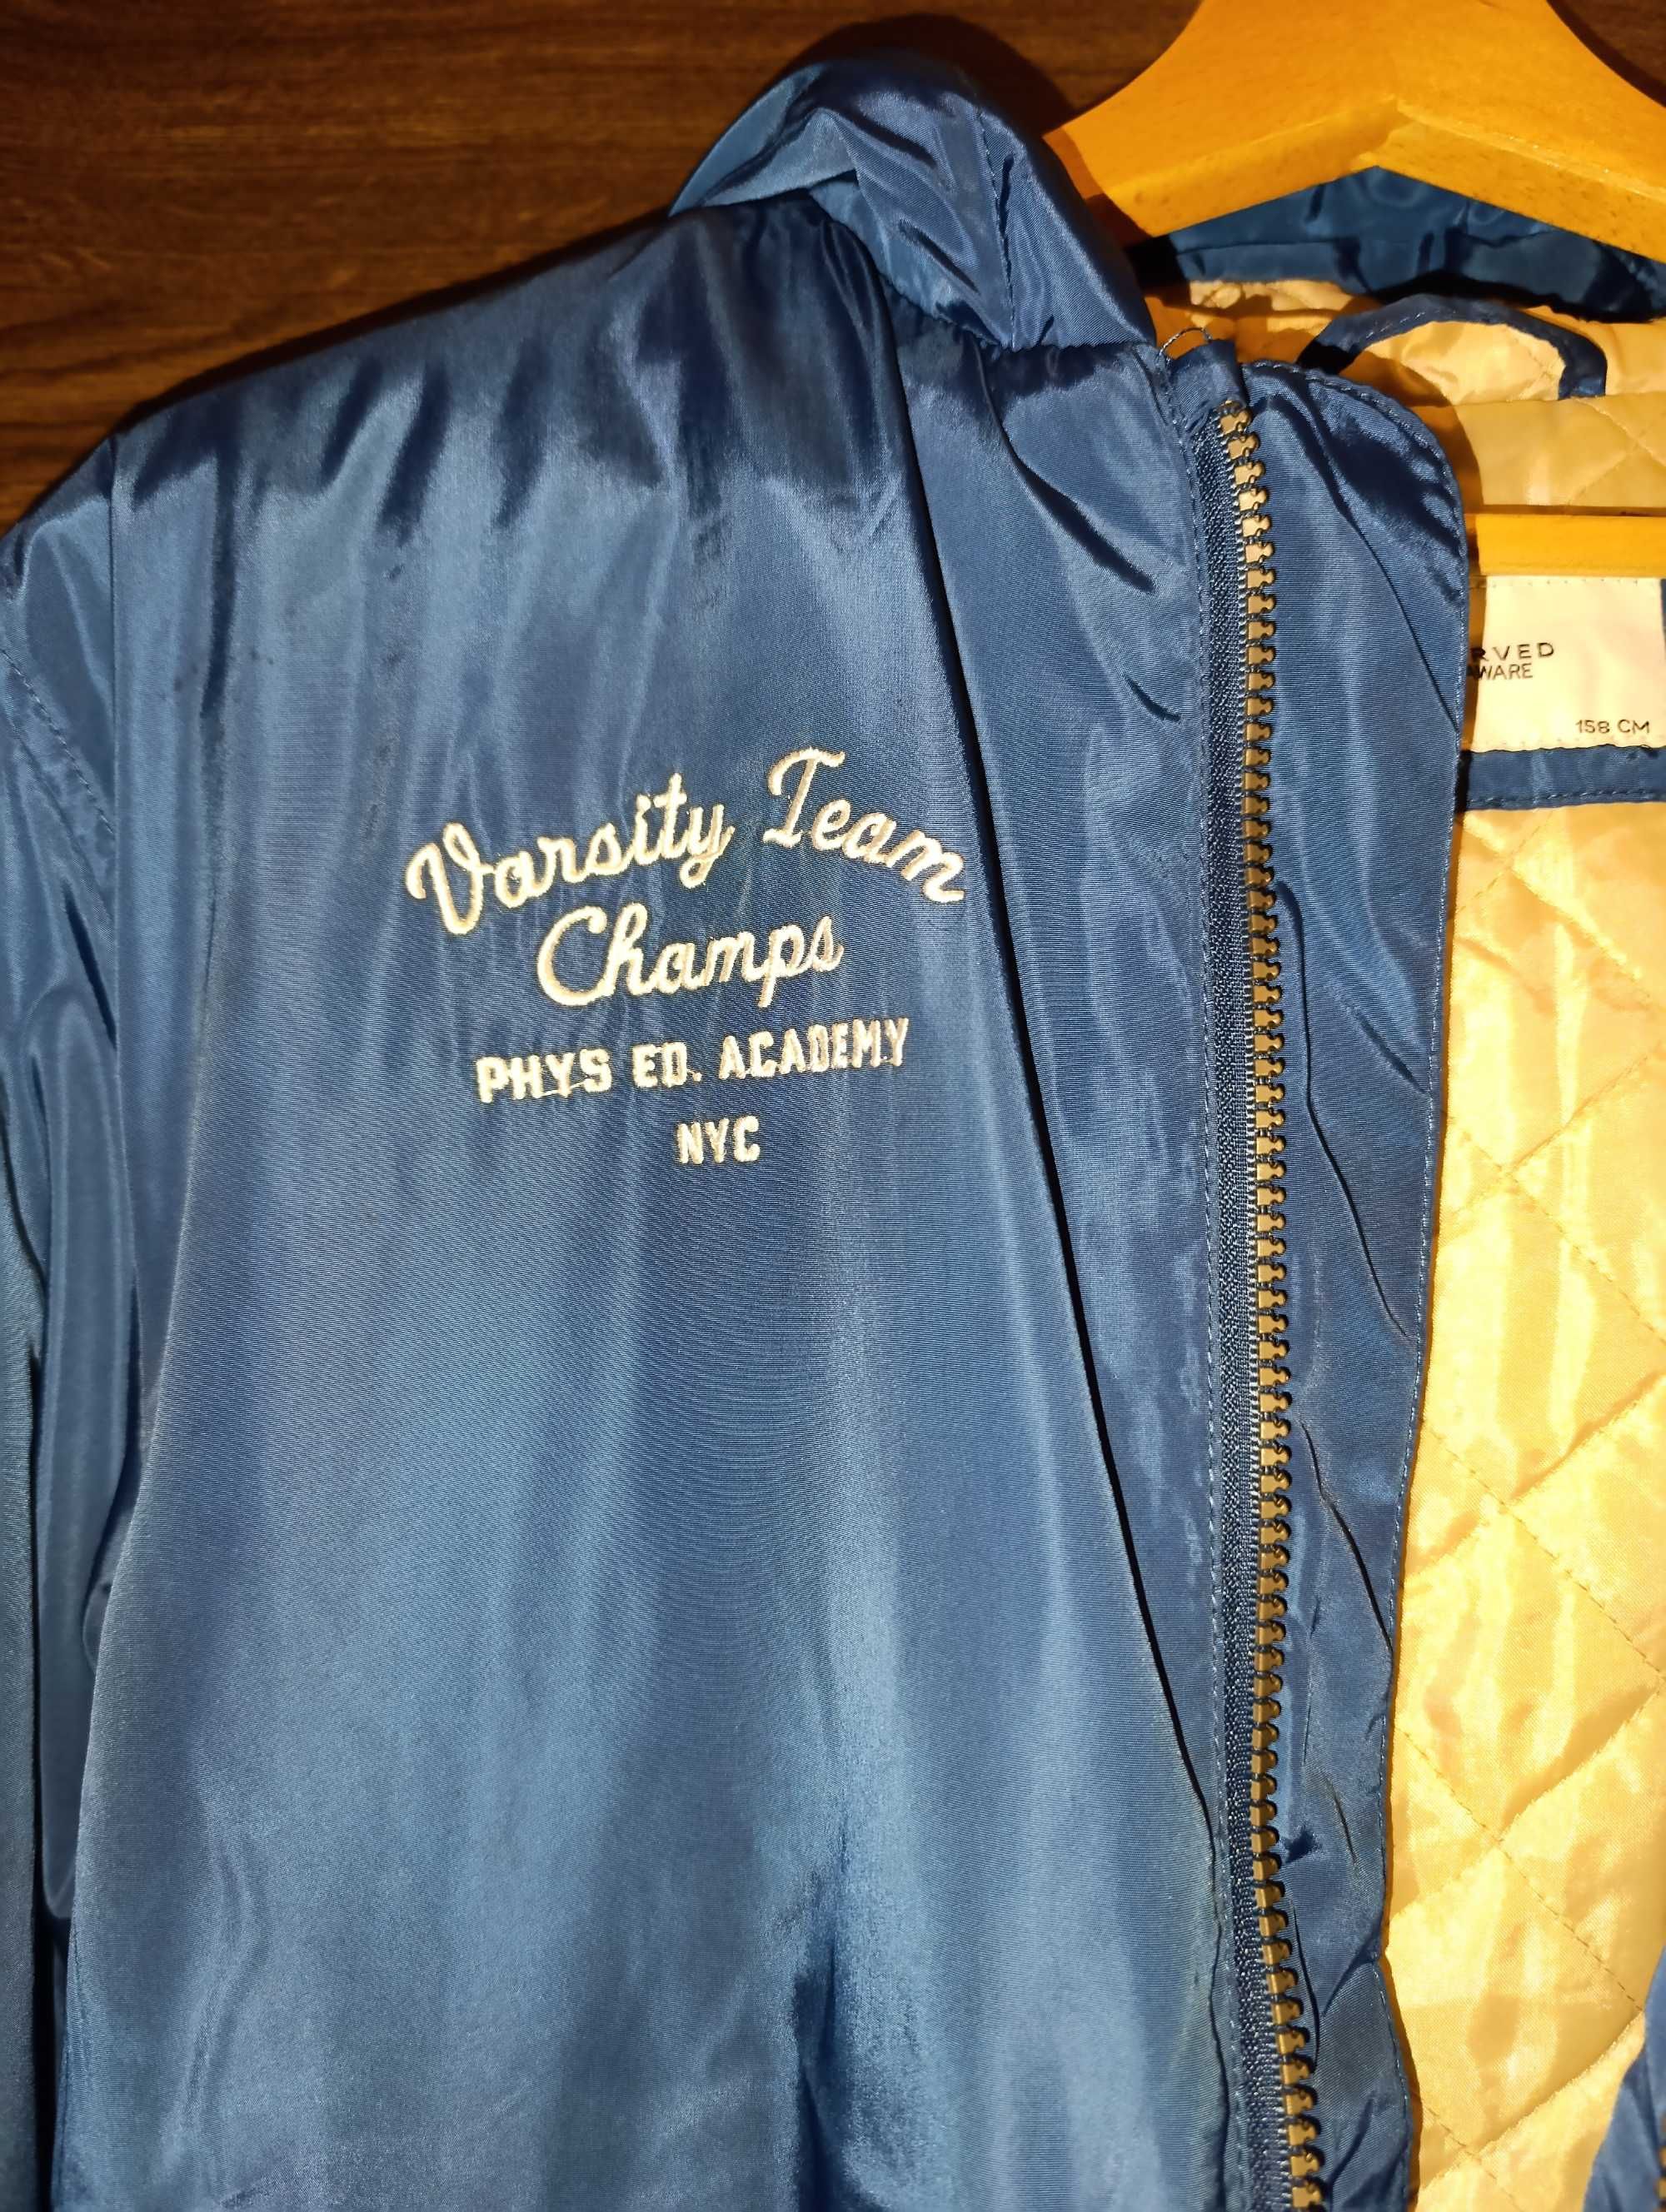 Varsity Team
Champs
PHYS ED. ACADEMY
NYC
RVED
WARE
158 CM